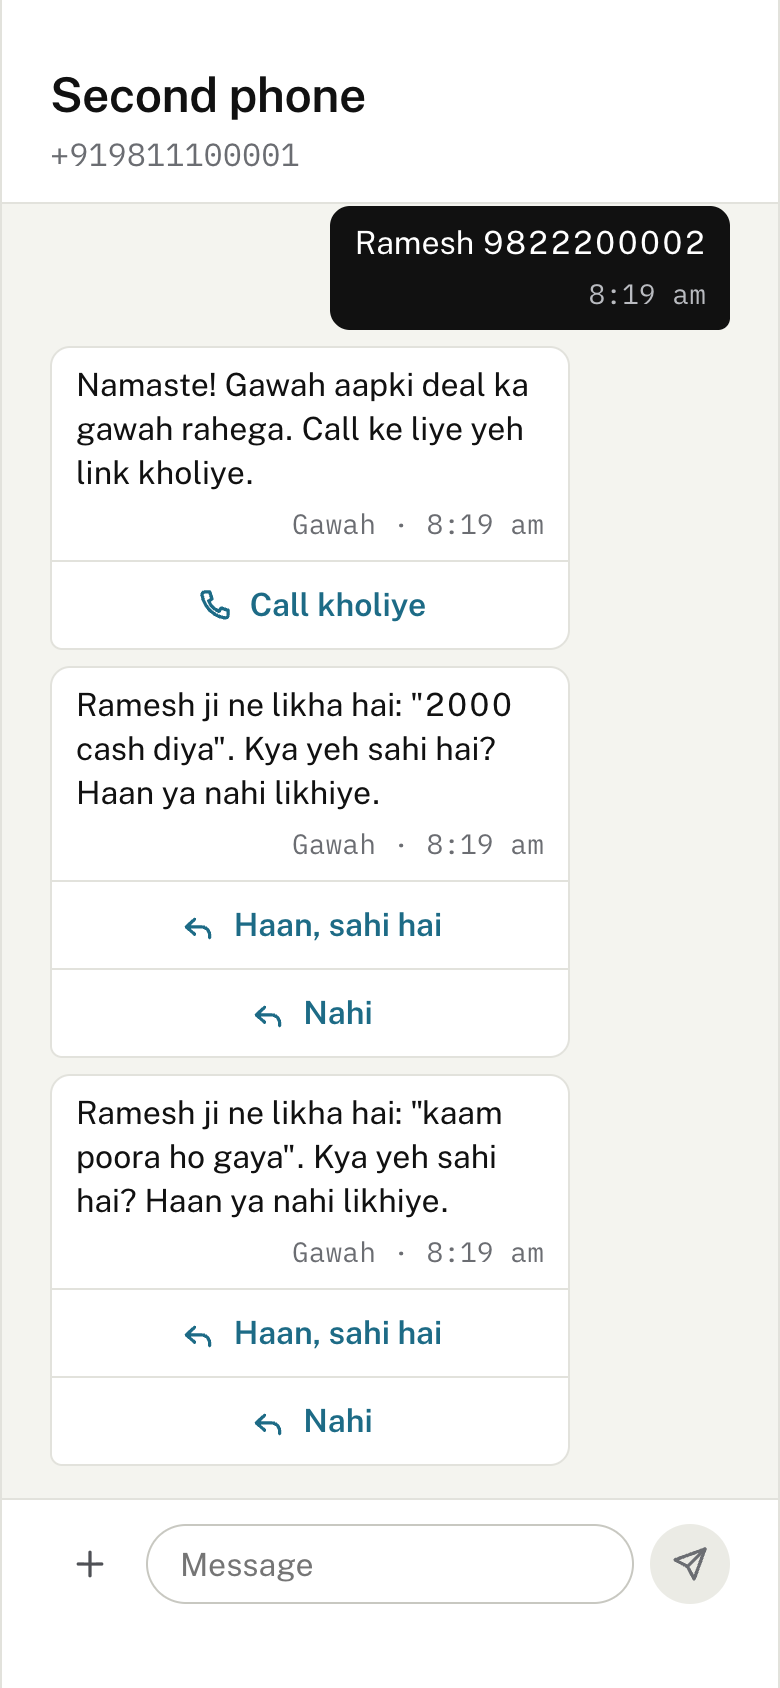 Second phone
+919811100001
Ramesh 9822200002
8:19 am
Namaste! Gawah aapki deal ka
gawah rahega. Call ke liye yeh
link kholiye.
Gawah · 8:19 am
Call kholiye
Ramesh ji ne likha hai: "2000
cash diya". Kya yeh sahi hai?
Haan ya nahi likhiye.
Gawah · 8:19 am
Haan, sahi hai
Nahi
Ramesh ji ne likha hai: "kaam
poora ho gaya". Kya yeh sahi
hai? Haan ya nahi likhiye.
Gawah · 8:19 am
Haan, sahi hai
Nahi
Message